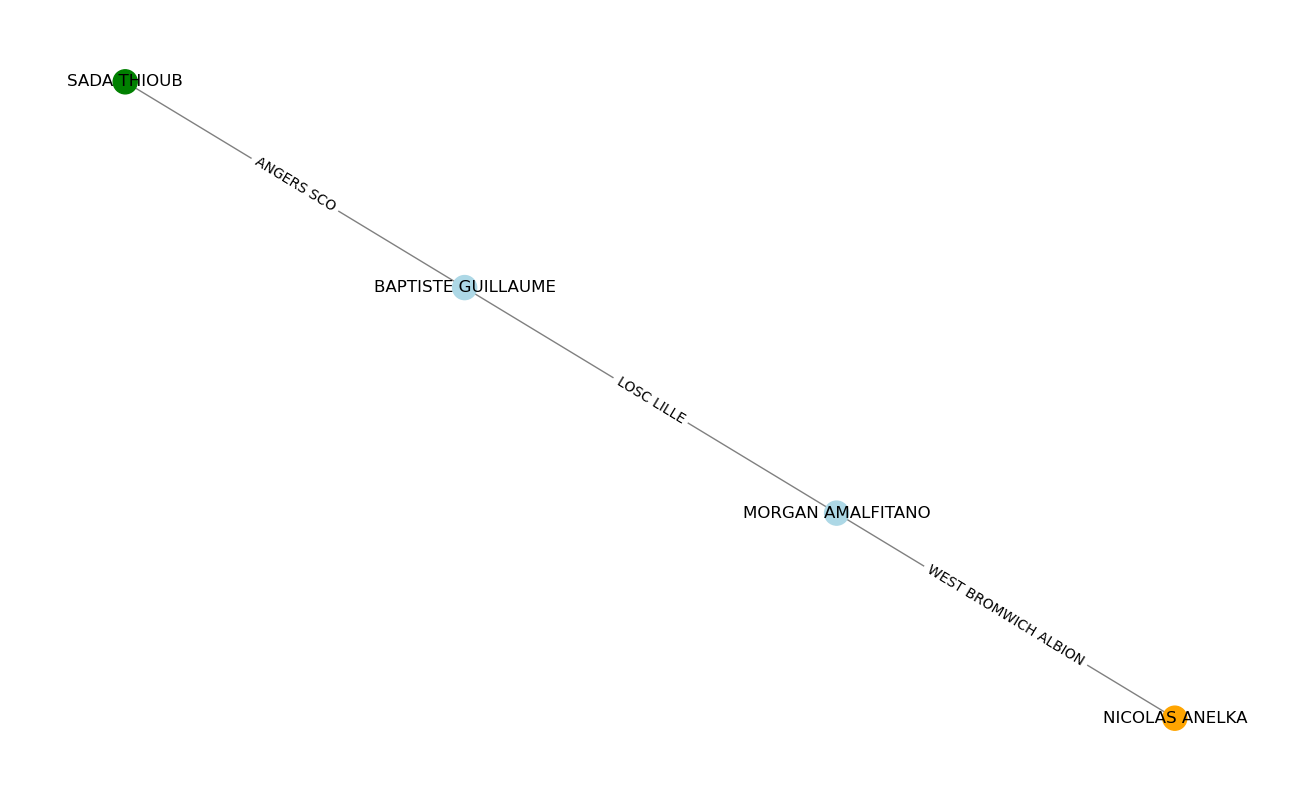 SADA THIOUB
ANGERS SCO
BAPTISTE GUILLAUME
LOSC LILLE
MORGAN AMALFITANO
WEST BROMWICH ALBION
NICOLAS ANELKA